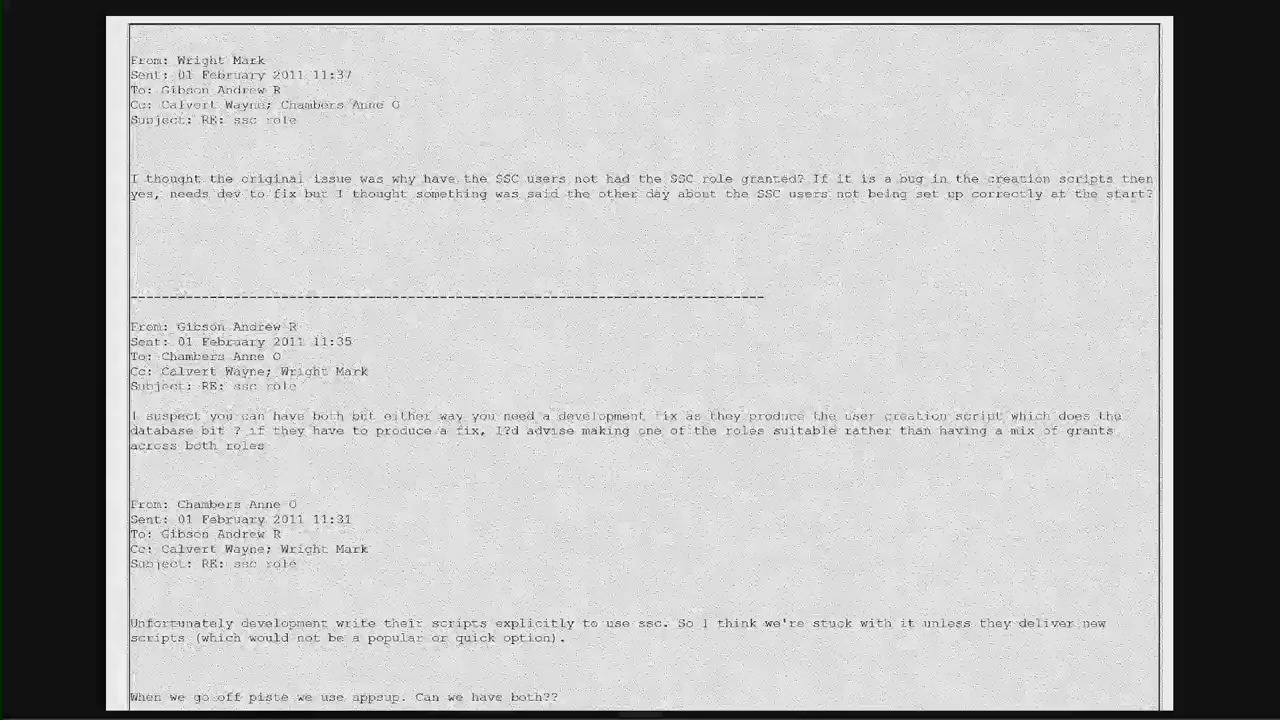 From: Wright Mark
Sent: 01 February 2011 11:37
To: Gibson Andrew R
Cc: Calvert Wayne; Chambers Anne O
Subject: RE: ssc role
I thought the original issue was why have the SSC users not had the SSC role granted? If it is a bug in the creation scripts then
yes, needs dev to fix but I thought something was said the other day about the SSC users not being set up correctly at the start?
--------------------------------------------------------------------------------
From: Gibson Andrew R
Sent: 01 February 2011 11:35
To: Chambers Anne O
Cc: Calvert Wayne; Wright Mark
Subject: RE: ssc role
I suspect you can have both but either way you need a development fix as they produce the user creation script which does the
database bit ? if they have to produce a fix, I?d advise making one of the roles suitable rather than having a mix of grants
across both roles
From: Chambers Anne O
Sent: 01 February 2011 11:31
To: Gibson Andrew R
Cc: Calvert Wayne; Wright Mark
Subject: RE: ssc role
Unfortunately development write their scripts explicitly to use ssc. So I think we're stuck with it unless they deliver new
scripts (which would not be a popular or quick option).
When we go off piste we use appsup. Can we have both??